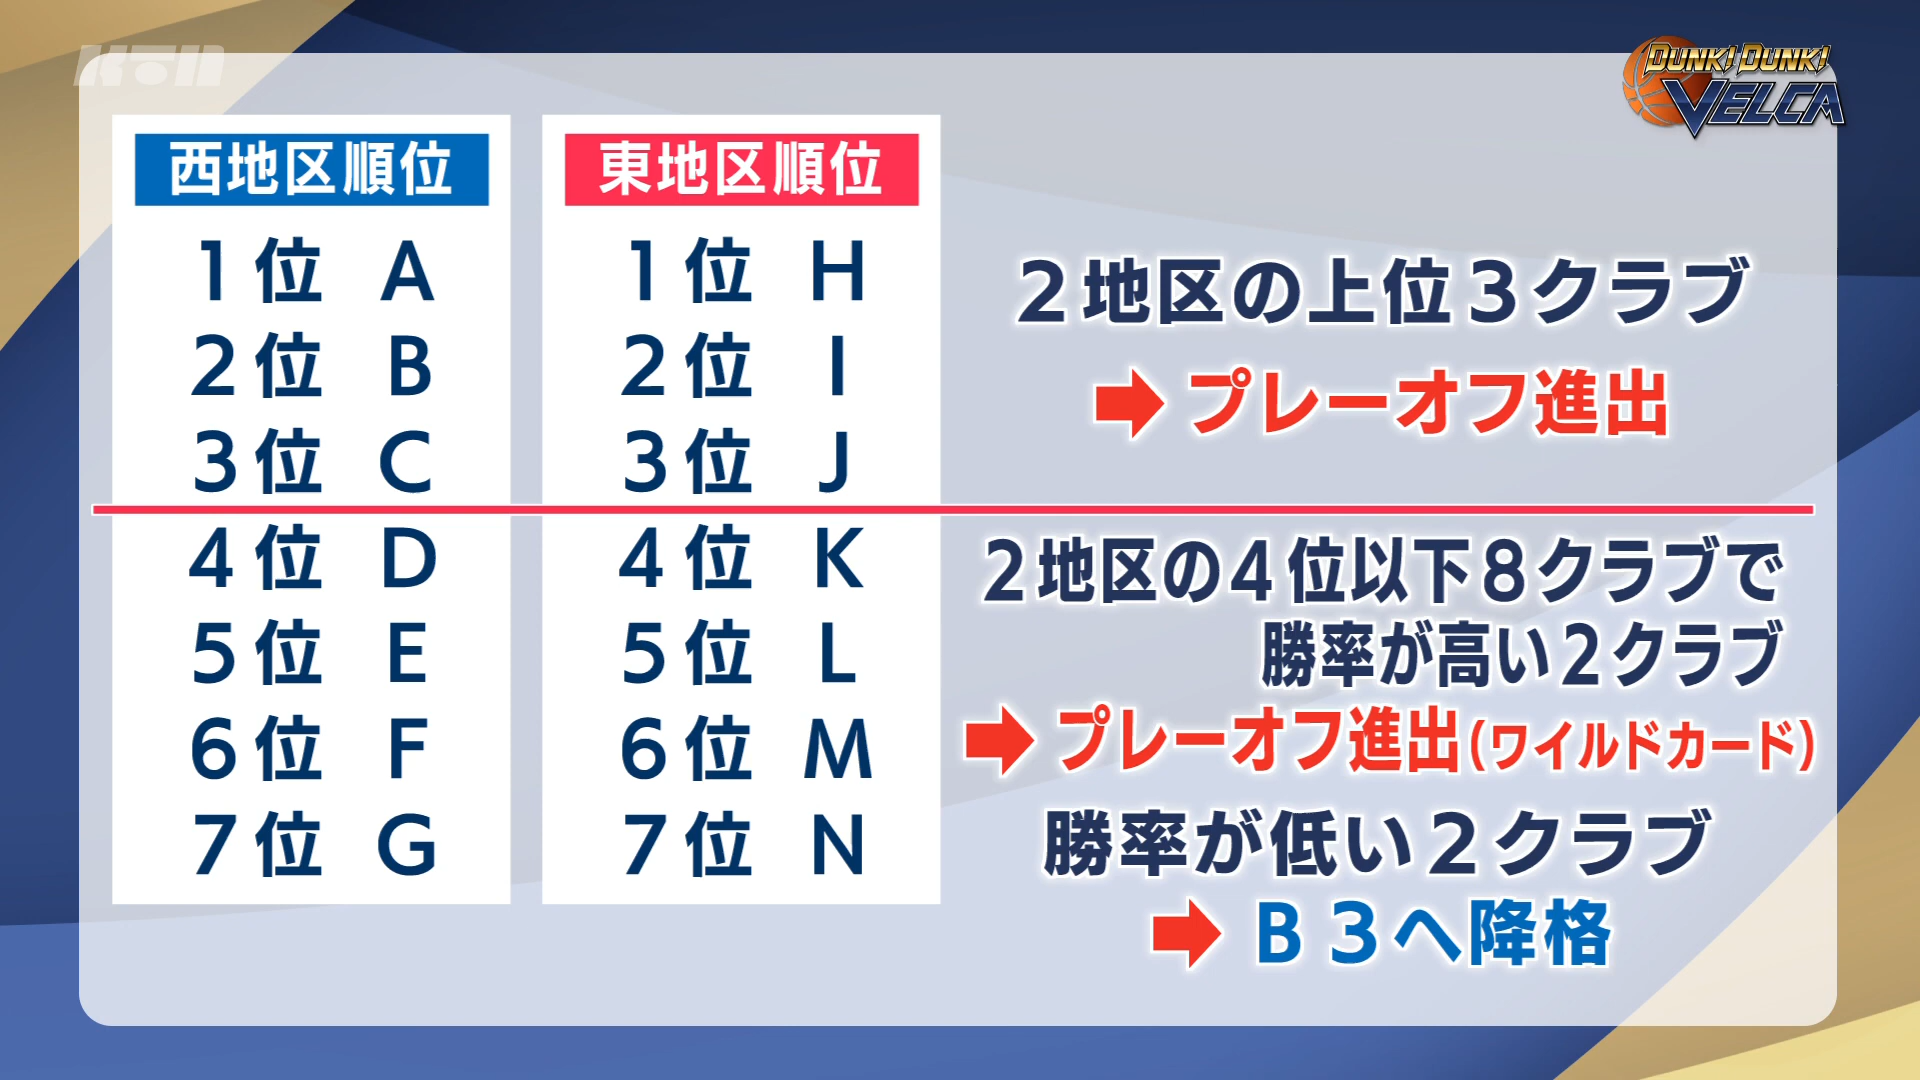 KTN
DUNK! DUNK!
VELCA
西地区順位
1位 A
2位 B
3位 C
4位 D
5位 E
6位 F
7位 G
東地区順位
1位 H
2位 I
3位 J
4位 K
5位 L
6位 M
7位 N
2地区の上位3クラブ
➡プレーオフ進出
2地区の4位以下8クラブで
勝率が高い2クラブ
➡プレーオフ進出(ワイルドカード)
勝率が低い2クラブ
➡B3へ降格